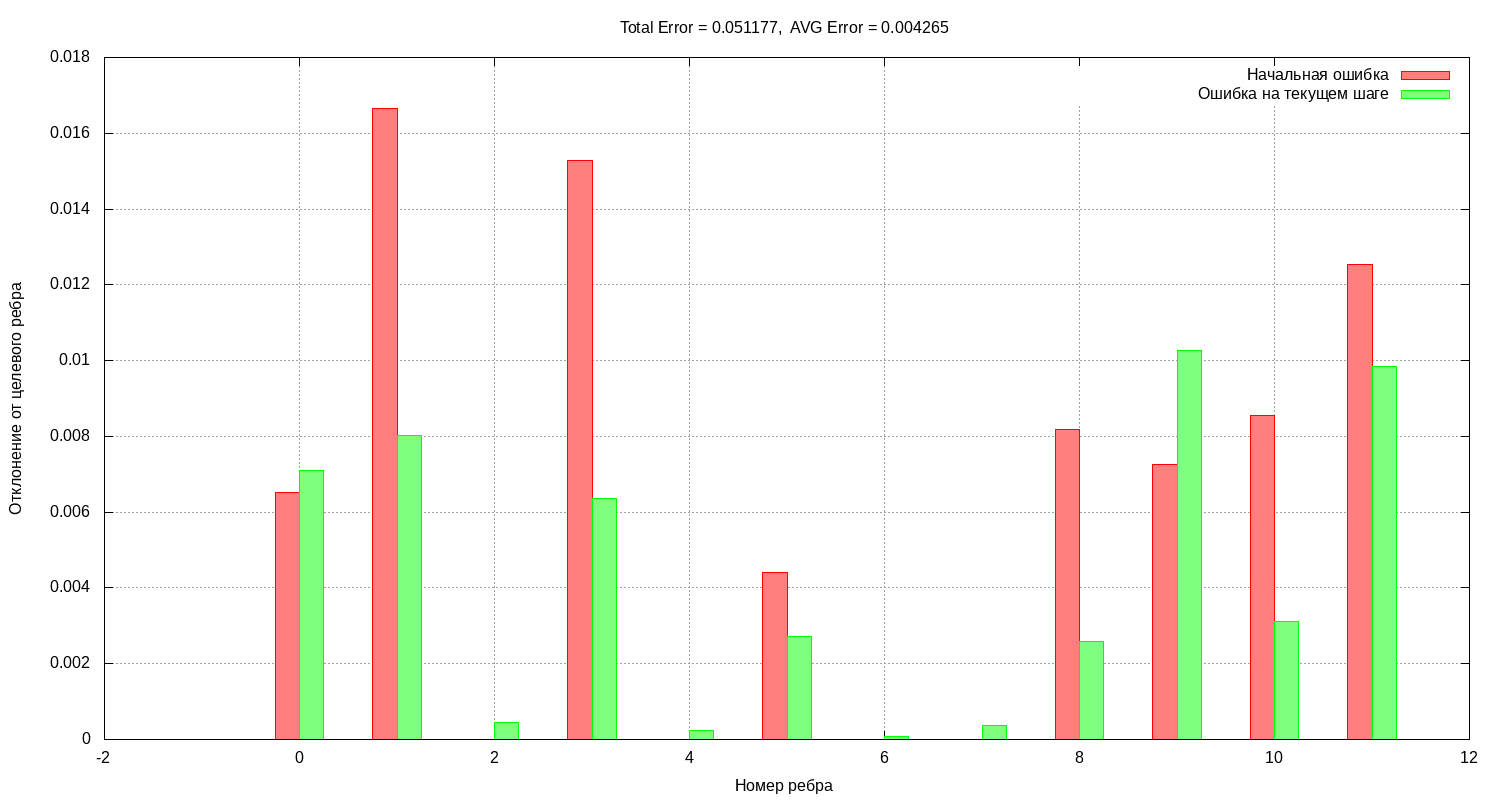 Total Error = 0.051177,  AVG Error = 0.004265
Начальная ошибка
Ошибка на текущем шаге
Отклонение от целевого ребра
0.018
0.016
0.014
0.012
0.01
0.008
0.006
0.004
0.002
0
-2 0 2 4 6 8 10 12
Номер ребра